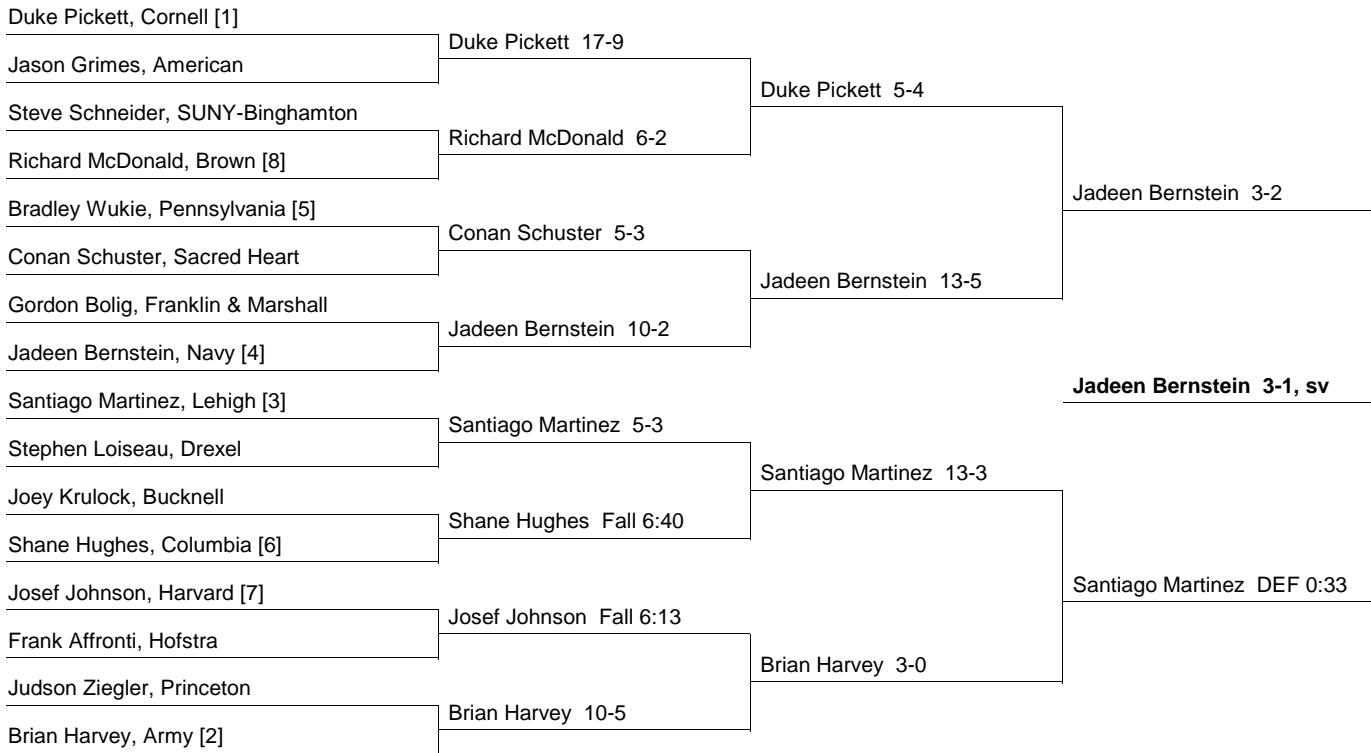 Duke Pickett, Cornell [1]
Jason Grimes, American
Steve Schneider, SUNY-Binghamton
Richard McDonald, Brown [8]
Bradley Wukie, Pennsylvania [5]
Conan Schuster, Sacred Heart
Gordon Bolig, Franklin & Marshall
Jadeen Bernstein, Navy [4]
Santiago Martinez, Lehigh [3]
Stephen Loiseau, Drexel
Joey Krulock, Bucknell
Shane Hughes, Columbia [6]
Josef Johnson, Harvard [7]
Frank Affronti, Hofstra
Judson Ziegler, Princeton
Brian Harvey, Army [2]
Duke Pickett 17-9
Richard McDonald 6-2
Conan Schuster 5-3
Jadeen Bernstein 10-2
Santiago Martinez 5-3
Shane Hughes Fall 6:40
Josef Johnson Fall 6:13
Brian Harvey 10-5
Duke Pickett 5-4
Jadeen Bernstein 13-5
Santiago Martinez 13-3
Brian Harvey 3-0
Jadeen Bernstein 3-2
Jadeen Bernstein 3-1, sv
Santiago Martinez DEF 0:33